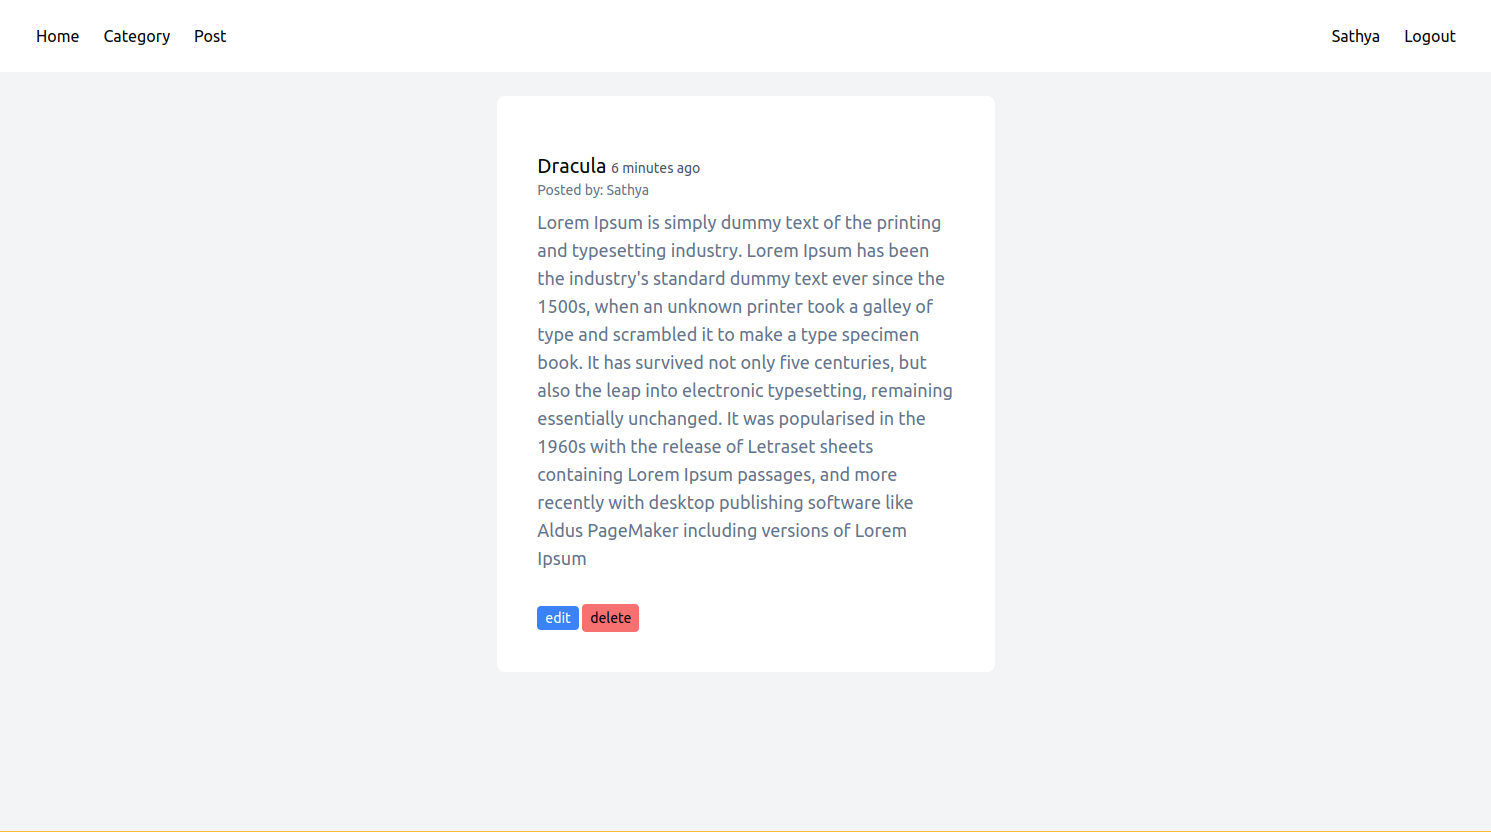 Home Category Post Sathya Logout
Dracula 6 minutes ago
Posted by: Sathya
Lorem Ipsum is simply dummy text of the printing
and typesetting industry. Lorem Ipsum has been
the industry's standard dummy text ever since the
1500s, when an unknown printer took a galley of
type and scrambled it to make a type specimen
book. It has survived not only five centuries, but
also the leap into electronic typesetting, remaining
essentially unchanged. It was popularised in the
1960s with the release of Letraset sheets
containing Lorem Ipsum passages, and more
recently with desktop publishing software like
Aldus PageMaker including versions of Lorem
Ipsum
edit delete